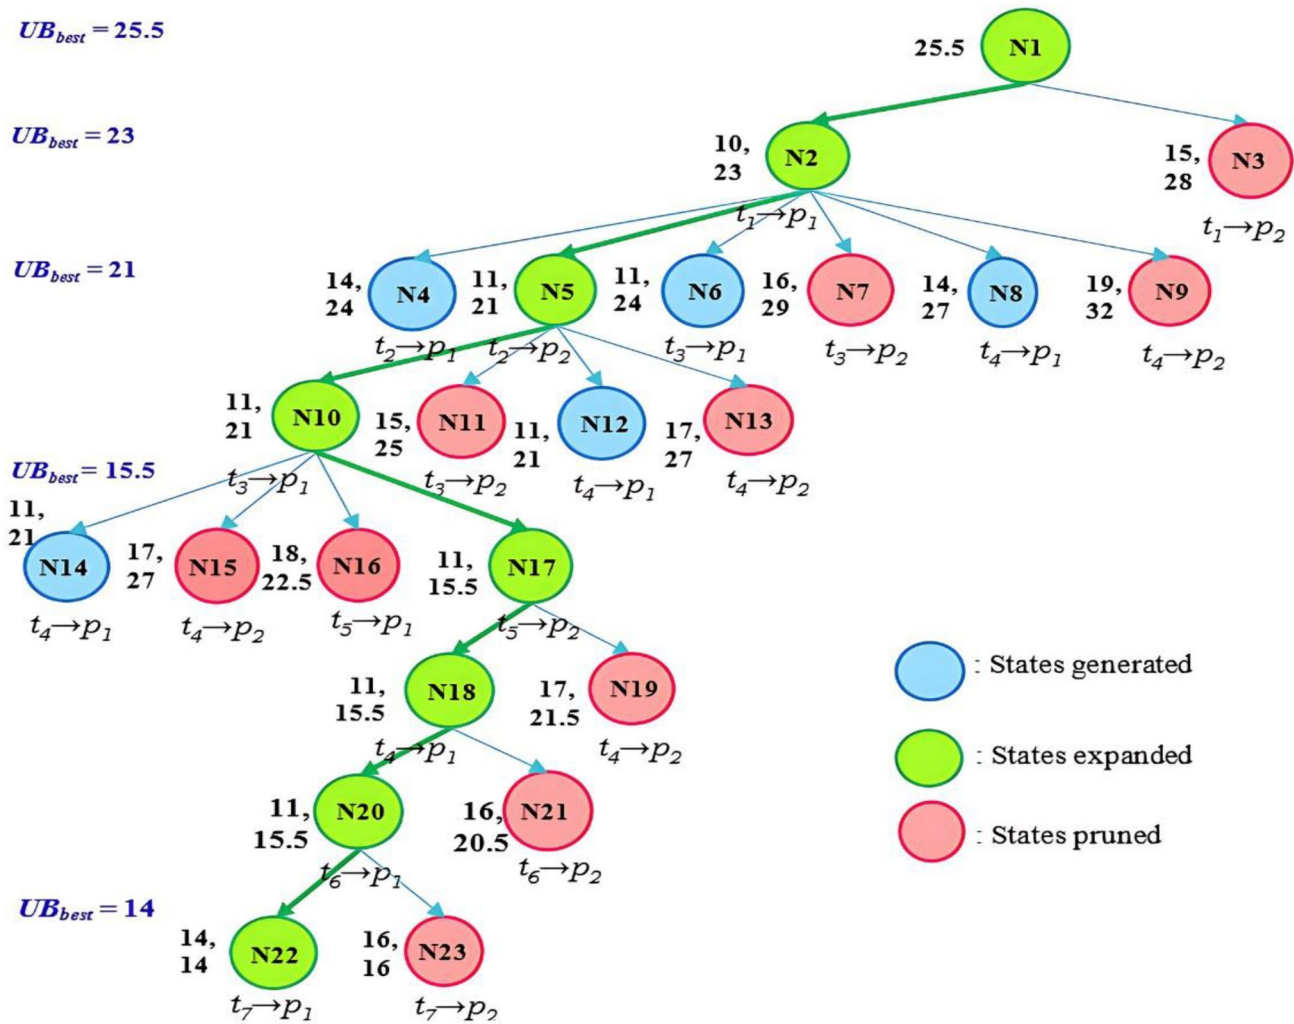 UBbest = 25.5
25.5
N1
UBbest = 23
10,
23
N2
15,
28
N3
t1→p1
t1→p2
UBbest = 21
14,
24
N4
11,
21
N5
11,
24
N6
16,
29
N7
14,
27
N8
19,
32
N9
t2→p1
t2→p2
t3→p1
t3→p2
t4→p1
t4→p2
11,
21
N10
15,
25
N11
11,
21
N12
17,
27
N13
UBbest = 15.5
t3→p1
t3→p2
t4→p1
t4→p2
11,
21
N14
17,
27
N15
18,
22.5
N16
11,
15.5
N17
t4→p1
t4→p2
t5→p1
t5→p2
11,
15.5
N18
17,
21.5
N19
: States generated
t4→p1
t4→p2
: States expanded
11,
15.5
N20
16,
20.5
N21
: States pruned
t6→p1
t6→p2
UBbest = 14
14,
14
N22
16,
16
N23
t7→p1
t7→p2